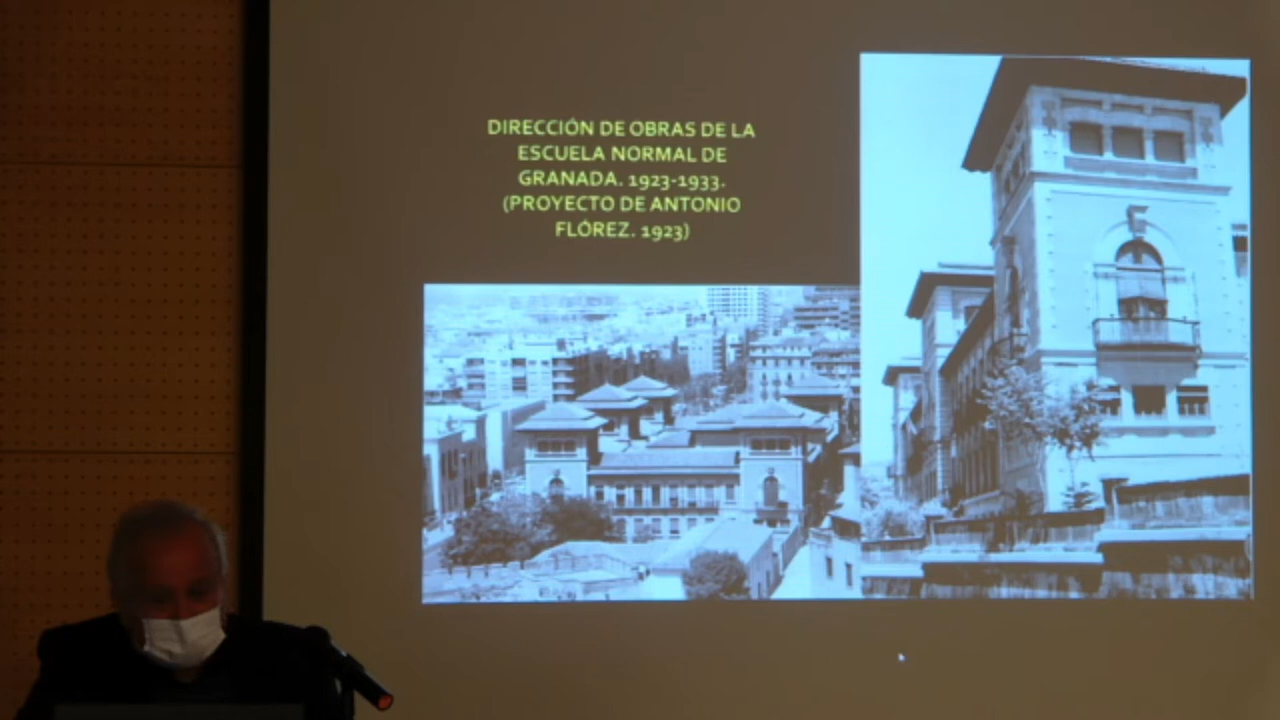 DIRECCIÓN DE OBRAS DE LA
ESCUELA NORMAL DE
GRANADA. 1923-1933.
(PROYECTO DE ANTONIO
FLÓREZ. 1923)